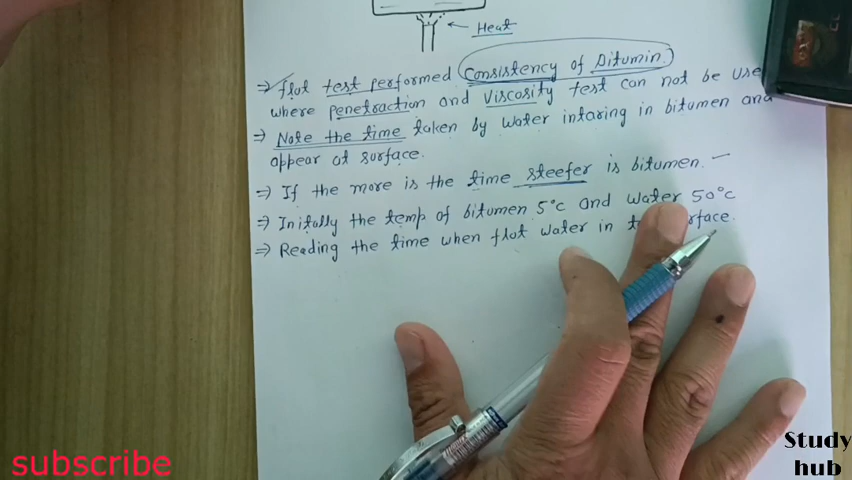 ← Heat
⇒ flot test performed Consistency of Bitumin.
where penetraction and Viscosity test can not be use
⇒ Note the time taken by water intaring in bitumen and
appear at surface.
⇒ If the more is the time steefer is bitumen.
⇒ Initally the temp of bitumen 5°c and water 50°c
⇒ Reading the time when flot water in rface.
subscribe
Study
hub